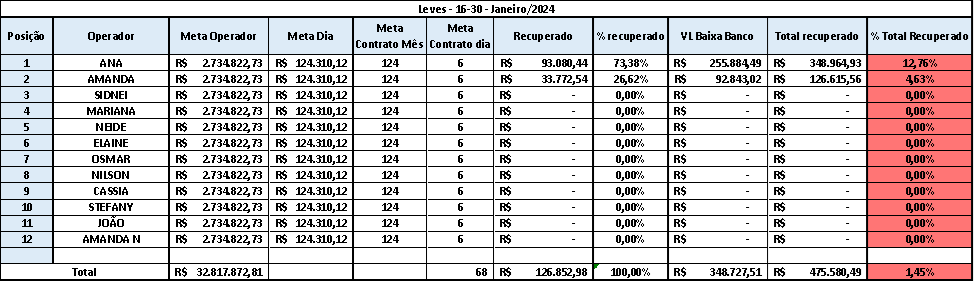 Leves - 16-30 - Janeiro/2024
Posição Operador Meta Operador Meta Dia Meta Contrato Mês Meta Contrato dia Recuperado % recuperado VL Baixa Banco Total recuperado % Total Recuperado
1 ANA R$ 2.734.822,73 R$ 124.310,12 124 6 R$ 93.080,44 73,38% R$ 255.884,49 R$ 348.964,93 12,76%
2 AMANDA R$ 2.734.822,73 R$ 124.310,12 124 6 R$ 33.772,54 26,62% R$ 92.843,02 R$ 126.615,56 4,63%
3 SIDNEI R$ 2.734.822,73 R$ 124.310,12 124 6 R$ - 0,00% R$ - R$ - 0,00%
4 MARIANA R$ 2.734.822,73 R$ 124.310,12 124 6 R$ - 0,00% R$ - R$ - 0,00%
5 NEIDE R$ 2.734.822,73 R$ 124.310,12 124 6 R$ - 0,00% R$ - R$ - 0,00%
6 ELAINE R$ 2.734.822,73 R$ 124.310,12 124 6 R$ - 0,00% R$ - R$ - 0,00%
7 OSMAR R$ 2.734.822,73 R$ 124.310,12 124 6 R$ - 0,00% R$ - R$ - 0,00%
8 NILSON R$ 2.734.822,73 R$ 124.310,12 124 6 R$ - 0,00% R$ - R$ - 0,00%
9 CASSIA R$ 2.734.822,73 R$ 124.310,12 124 6 R$ - 0,00% R$ - R$ - 0,00%
10 STEFANY R$ 2.734.822,73 R$ 124.310,12 124 6 R$ - 0,00% R$ - R$ - 0,00%
11 JOÃO R$ 2.734.822,73 R$ 124.310,12 124 6 R$ - 0,00% R$ - R$ - 0,00%
12 AMANDA N R$ 2.734.822,73 R$ 124.310,12 124 6 R$ - 0,00% R$ - R$ - 0,00%
Total R$ 32.817.872,81 68 R$ 126.852,98 100,00% R$ 348.727,51 R$ 475.580,49 1,45%